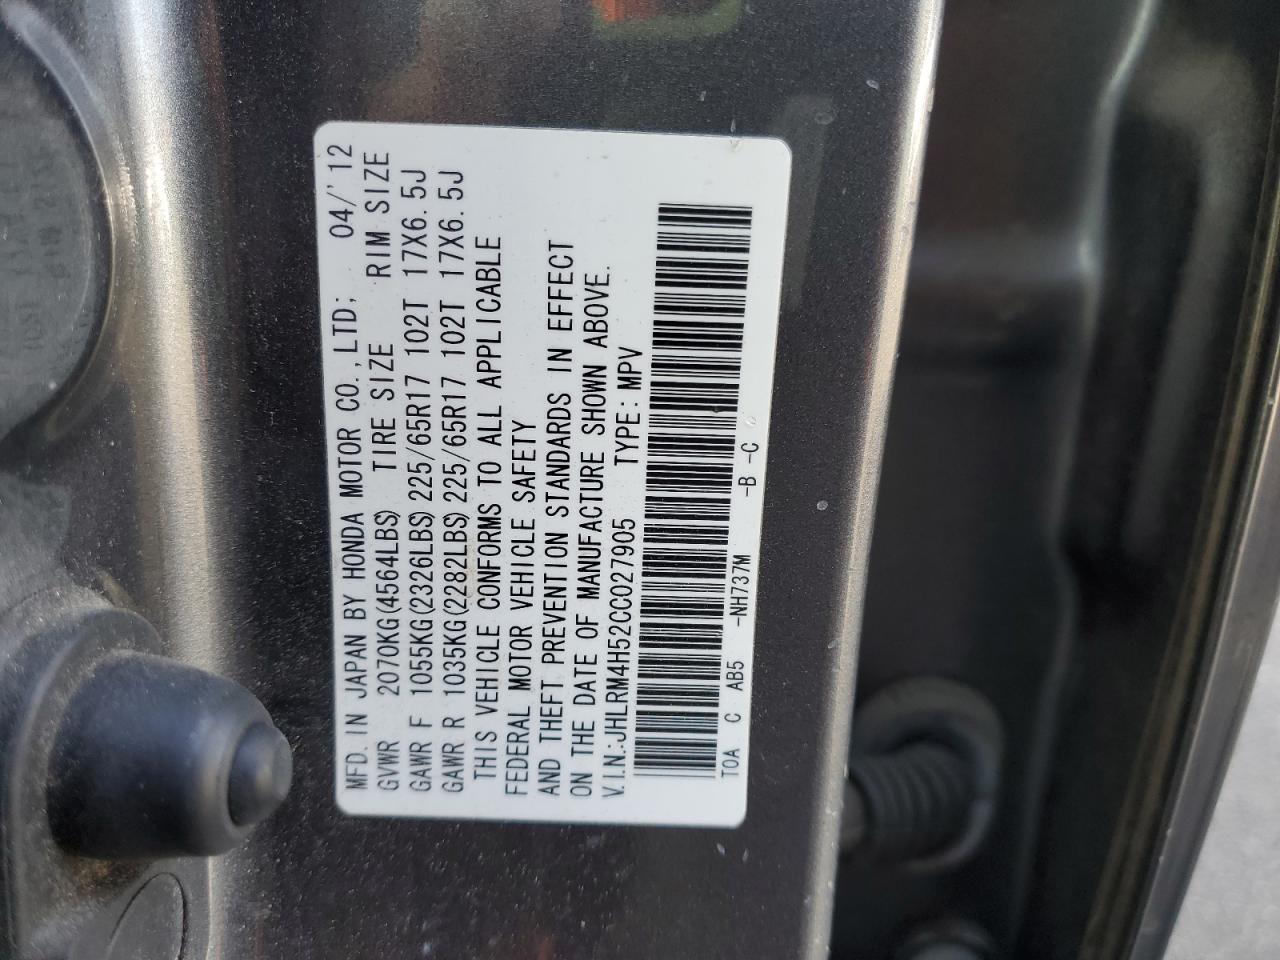 MFD. IN JAPAN BY HONDA MOTOR CO., LTD; 04/'12
GVWR 2070KG(4564LBS) TIRE SIZE RIM SIZE
GAWR F 1055KG(2326LBS) 225/65R17 102T 17X6.5J
GAWR R 1035KG(2282LBS) 225/65R17 102T 17X6.5J
THIS VEHICLE CONFORMS TO ALL APPLICABLE
FEDERAL MOTOR VEHICLE SAFETY
AND THEFT PREVENTION STANDARDS IN EFFECT
ON THE DATE OF MANUFACTURE SHOWN ABOVE.
V.I.N.:JHLRM4H52CC027905 TYPE:MPV
T0A C AB5 -NH737M -B -C